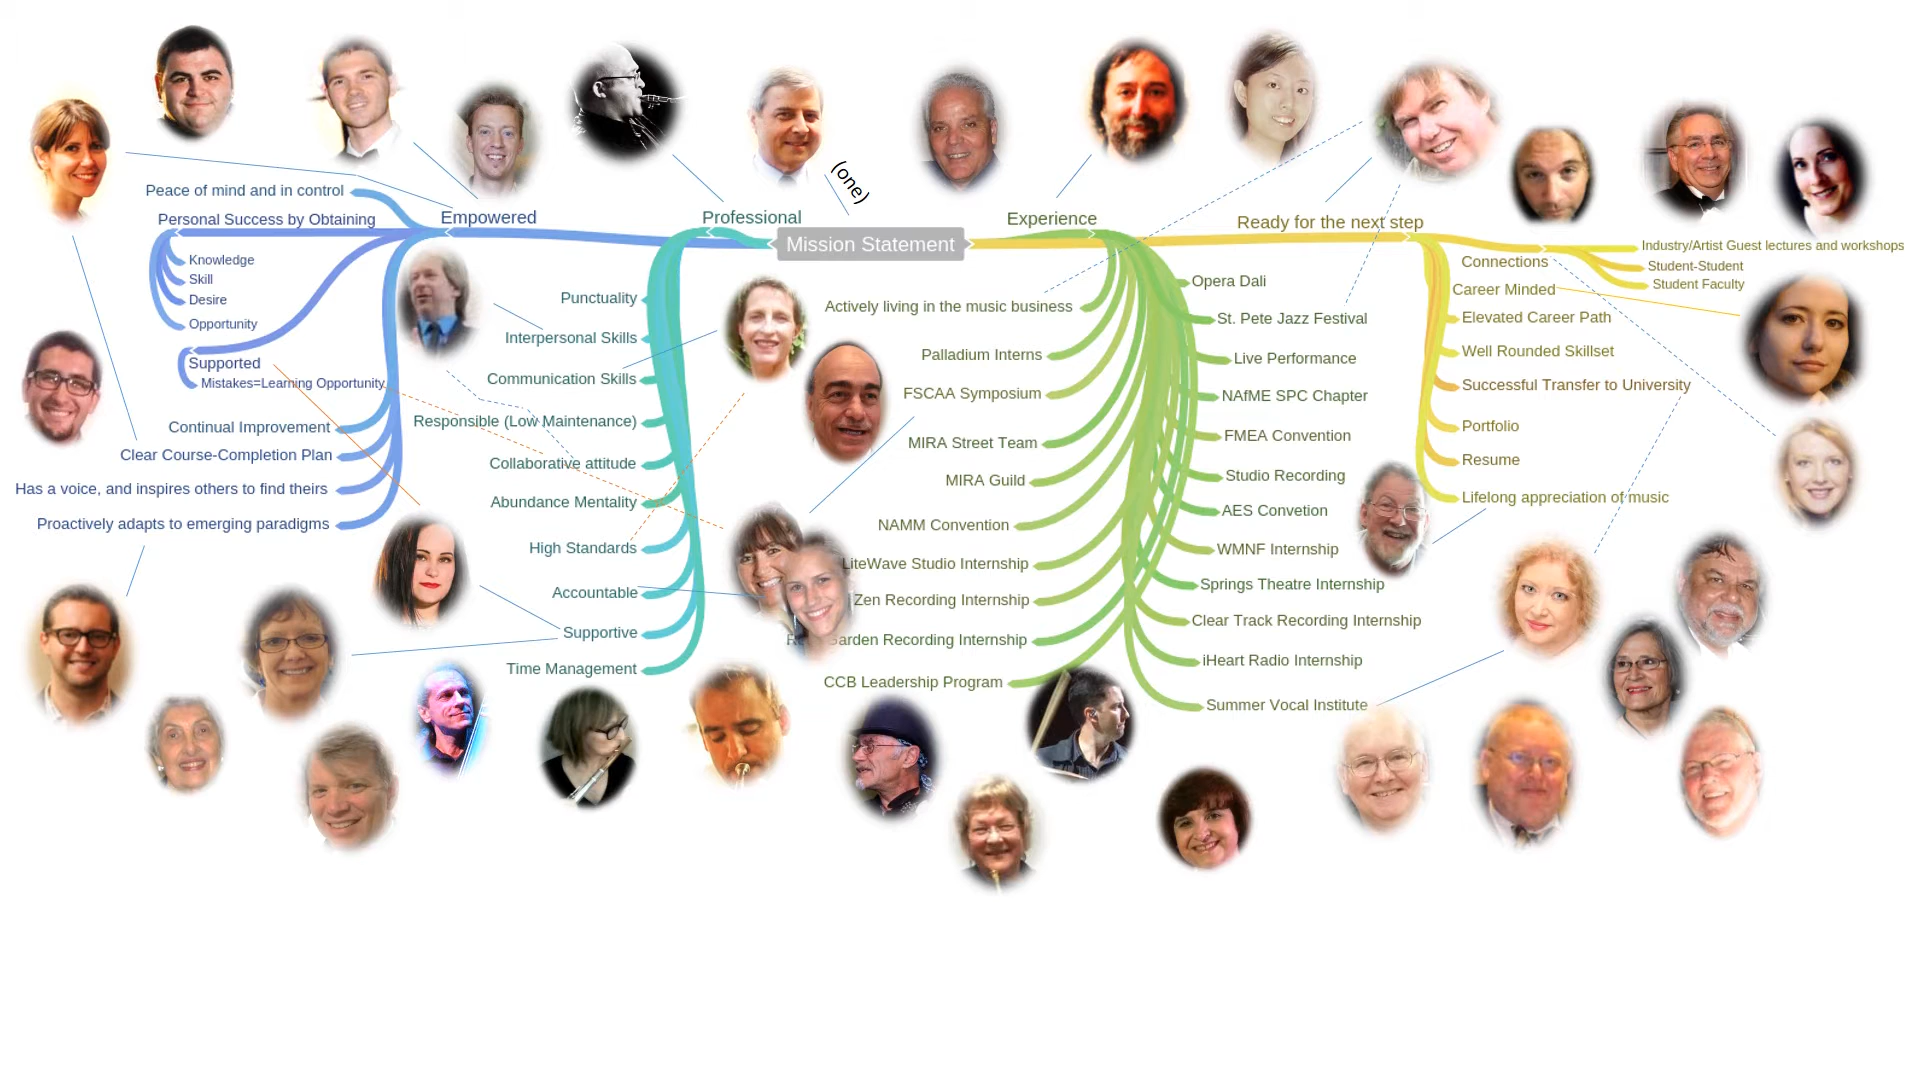 (one)
Mission Statement
Empowered
Peace of mind and in control
Personal Success by Obtaining
Knowledge
Skill
Desire
Opportunity
Supported
Mistakes=Learning Opportunity
Continual Improvement
Clear Course-Completion Plan
Has a voice, and inspires others to find theirs
Proactively adapts to emerging paradigms
Professional
Punctuality
Interpersonal Skills
Communication Skills
Responsible (Low Maintenance)
Collaborative attitude
Abundance Mentality
High Standards
Accountable
Supportive
Time Management
Experience
Actively living in the music business
Palladium Interns
FSCAA Symposium
MIRA Street Team
MIRA Guild
NAMM Convention
LiteWave Studio Internship
Zen Recording Internship
Garden Recording Internship
CCB Leadership Program
Opera Dali
St. Pete Jazz Festival
Live Performance
NAfME SPC Chapter
FMEA Convention
Studio Recording
AES Convetion
WMNF Internship
Springs Theatre Internship
Clear Track Recording Internship
iHeart Radio Internship
Summer Vocal Institute
Ready for the next step
Connections
Industry/Artist Guest lectures and workshops
Student-Student
Student Faculty
Career Minded
Elevated Career Path
Well Rounded Skillset
Successful Transfer to University
Portfolio
Resume
Lifelong appreciation of music